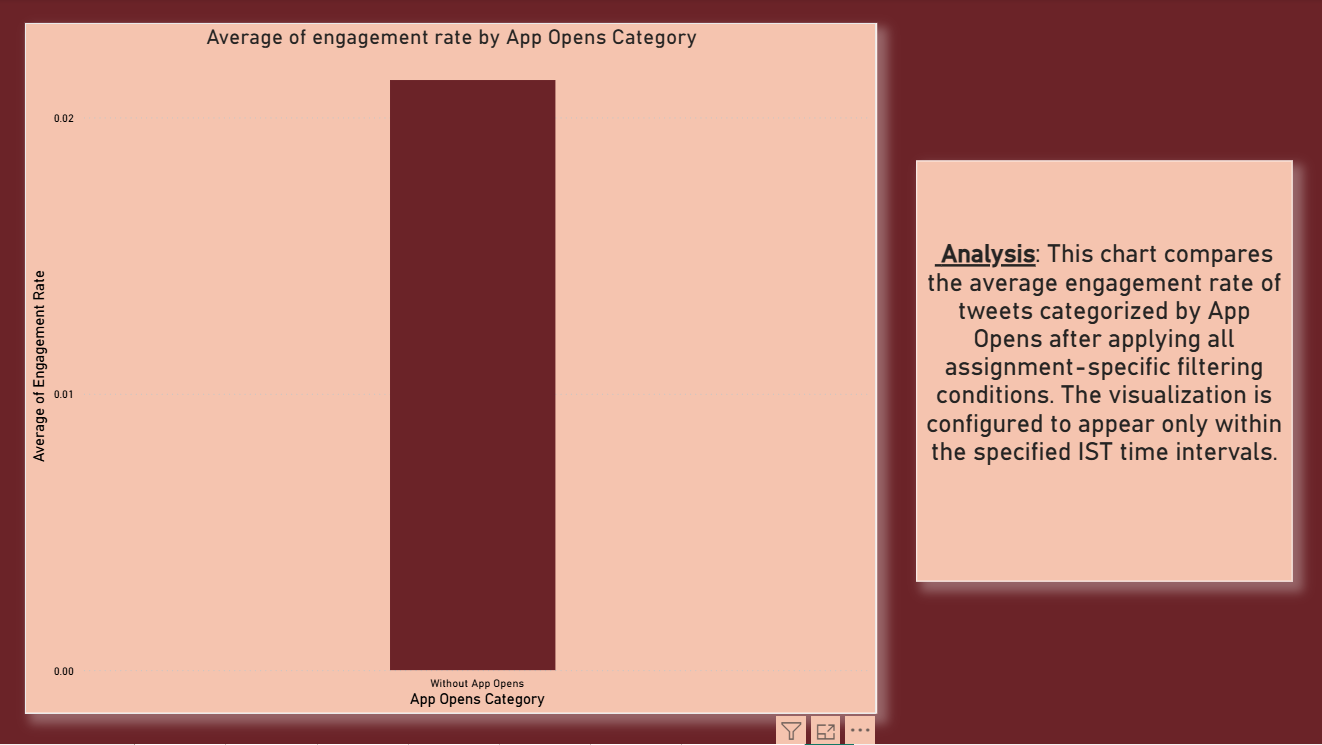 Average of engagement rate by App Opens Category
0.02
0.01
0.00
Average of Engagement Rate
Without App Opens
App Opens Category
Analysis: This chart compares
the average engagement rate of
tweets categorized by App
Opens after applying all
assignment-specific filtering
conditions. The visualization is
configured to appear only within
the specified IST time intervals.